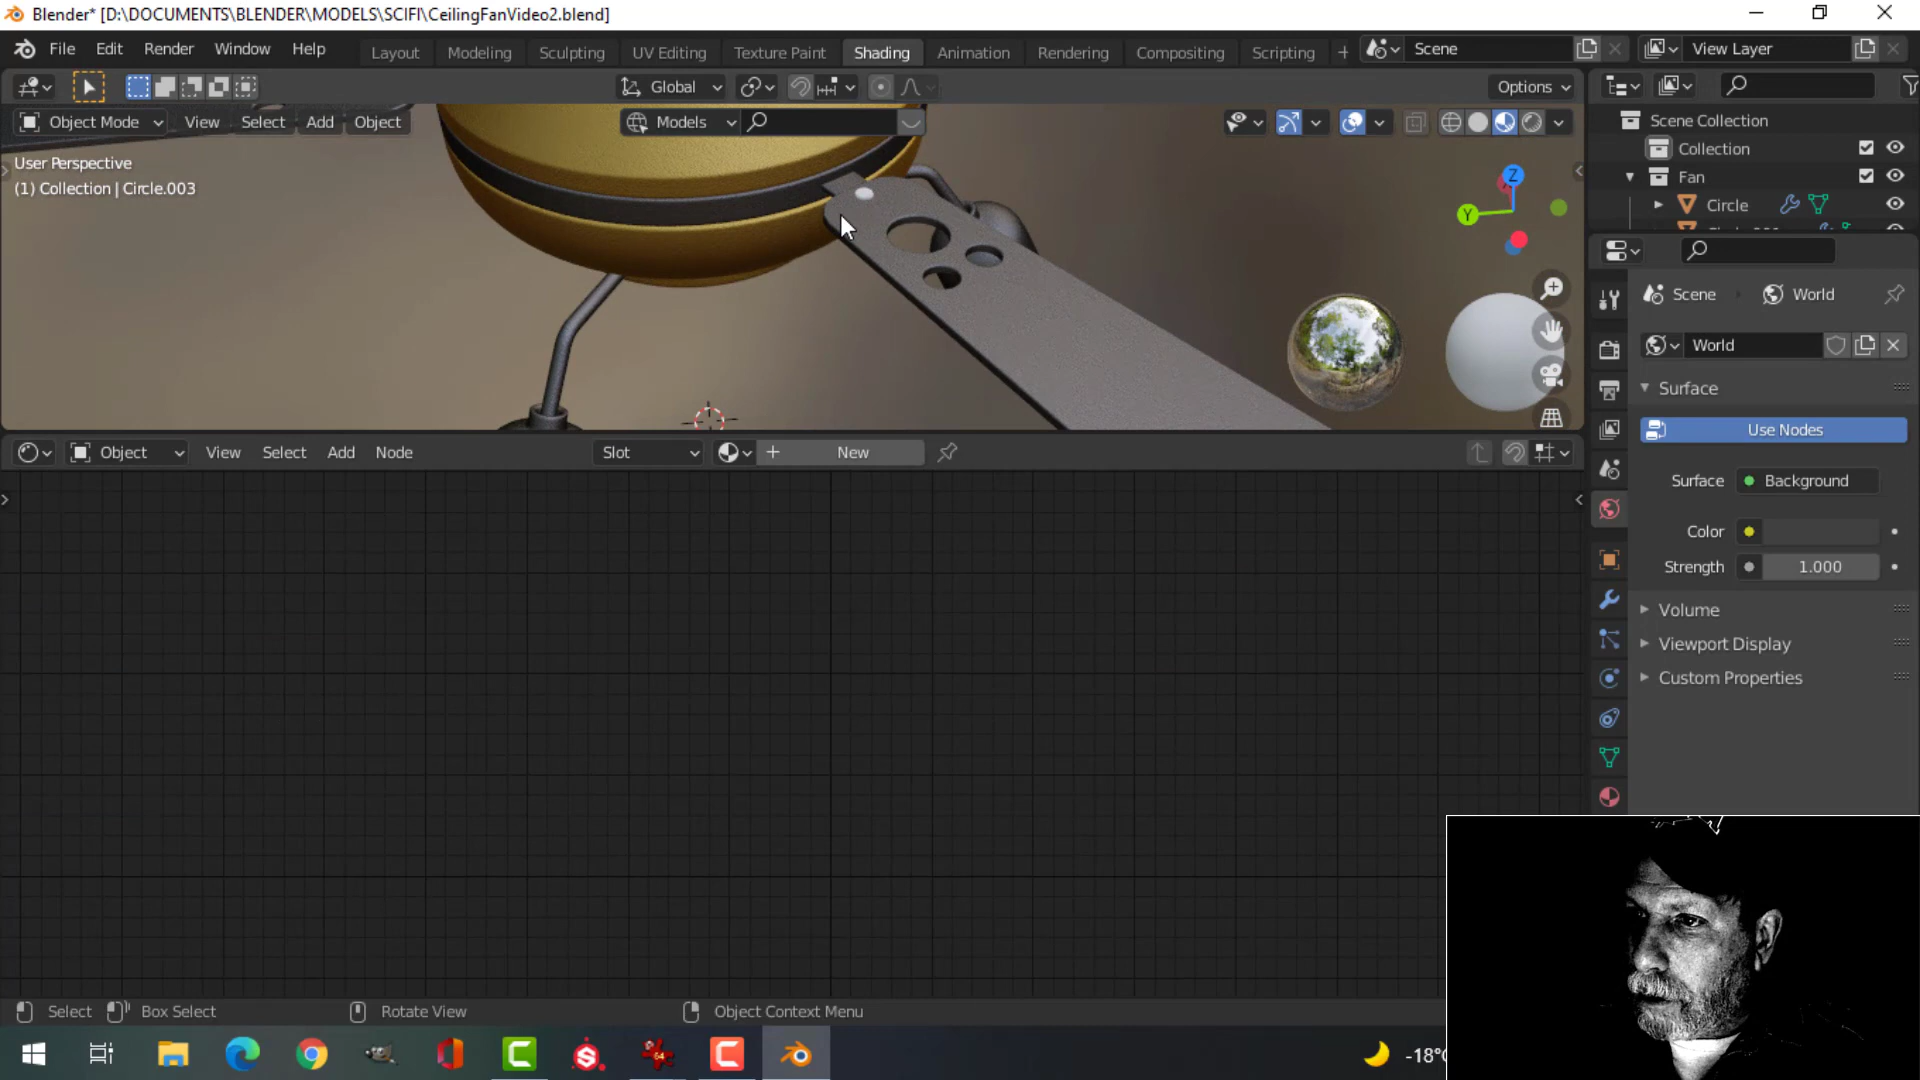 Blender* [D:\DOCUMENTS\BLENDER\MODELS\SCIFI\CeilingFanVideo2.blend]
File Edit Render Window Help Layout Modeling Sculpting UV Editing Texture Paint Shading Animation Rendering Compositing Scripting + Scene View Layer
Global Options
Object Mode View Select Add Object Models
Scene Collection
User Perspective
Collection
(1) Collection | Circle.003
Fan
Circle
Z
Y
Scene World
World
Surface
Use Nodes
Object View Select Add Node Slot + New
Surface Background
Color
Strength 1.000
Volume
Viewport Display
Custom Properties
Select Box Select Rotate View Object Context Menu
-18°